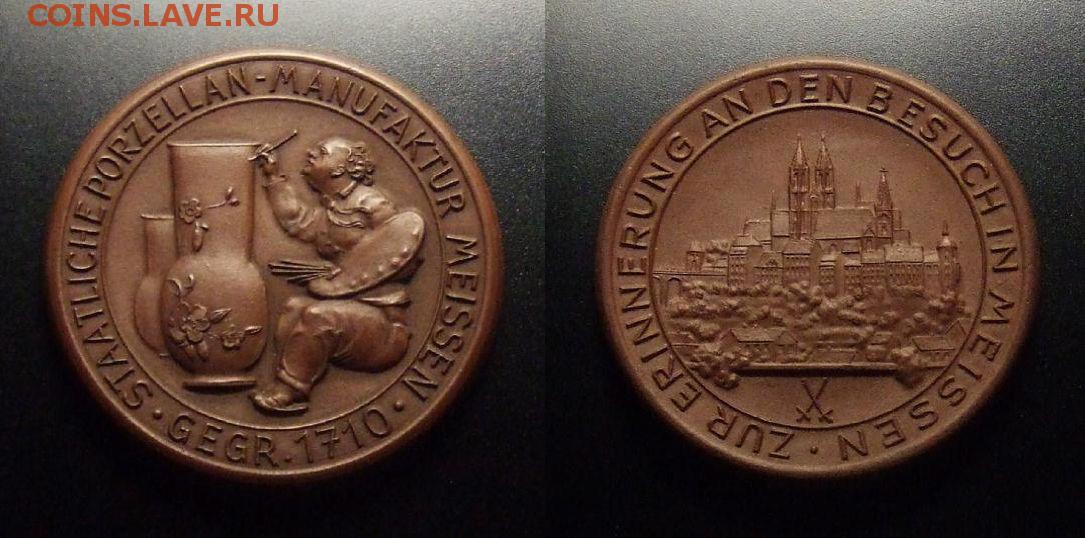 COINS.LAVE.RU
STAATLICHE PORZELLAN-MANUFAKTUR MEISSEN ·
GEGR. 1710 ·
ZUR ERINNERUNG AN DEN BESUCH IN MEISSEN ·